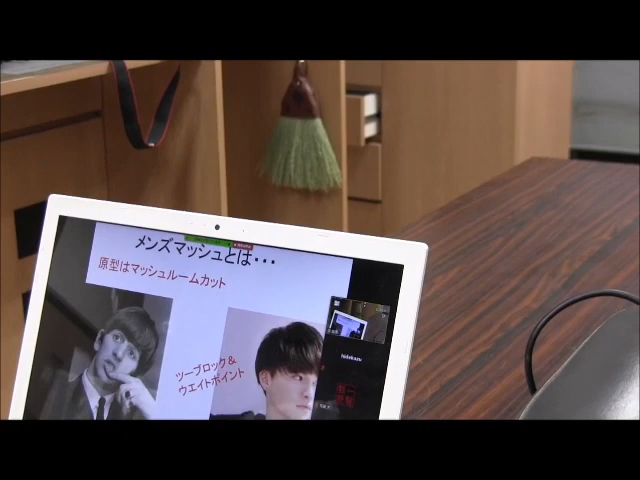 メンズマッシュとは・・・
原型はマッシュルームカット
ツーブロック＆
ウエイトポイント
hidekazu